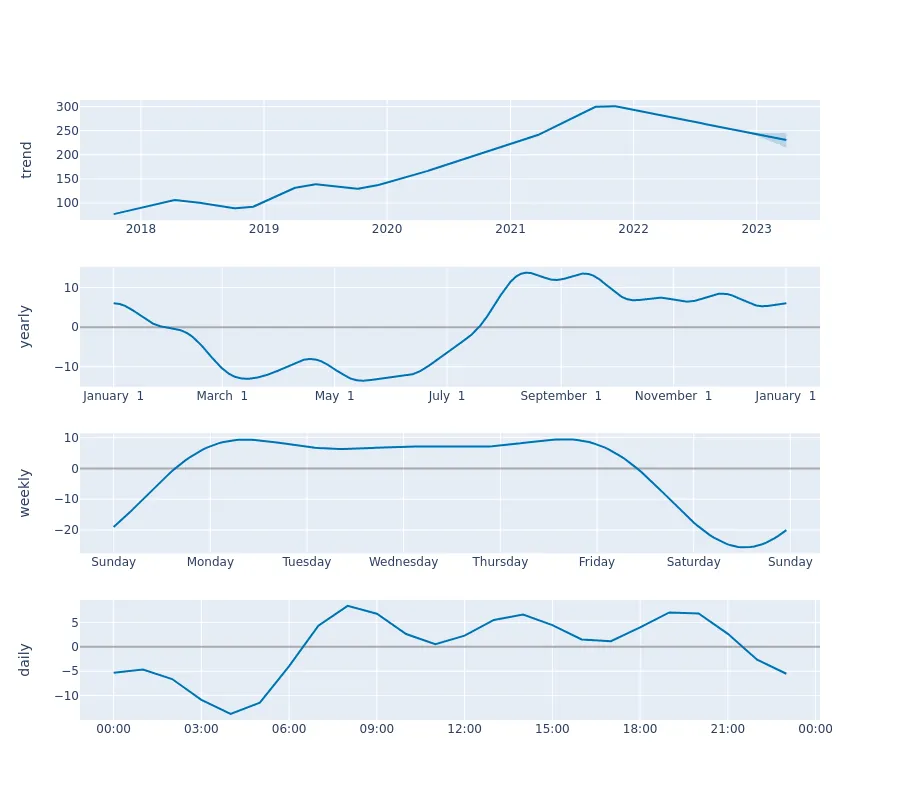 trend
300
250
200
150
100
2018 2019 2020 2021 2022 2023
yearly
10
0
−10
January 1 March 1 May 1 July 1 September 1 November 1 January 1
weekly
10
0
−10
−20
Sunday Monday Tuesday Wednesday Thursday Friday Saturday Sunday
daily
5
0
−5
−10
00:00 03:00 06:00 09:00 12:00 15:00 18:00 21:00 00:00